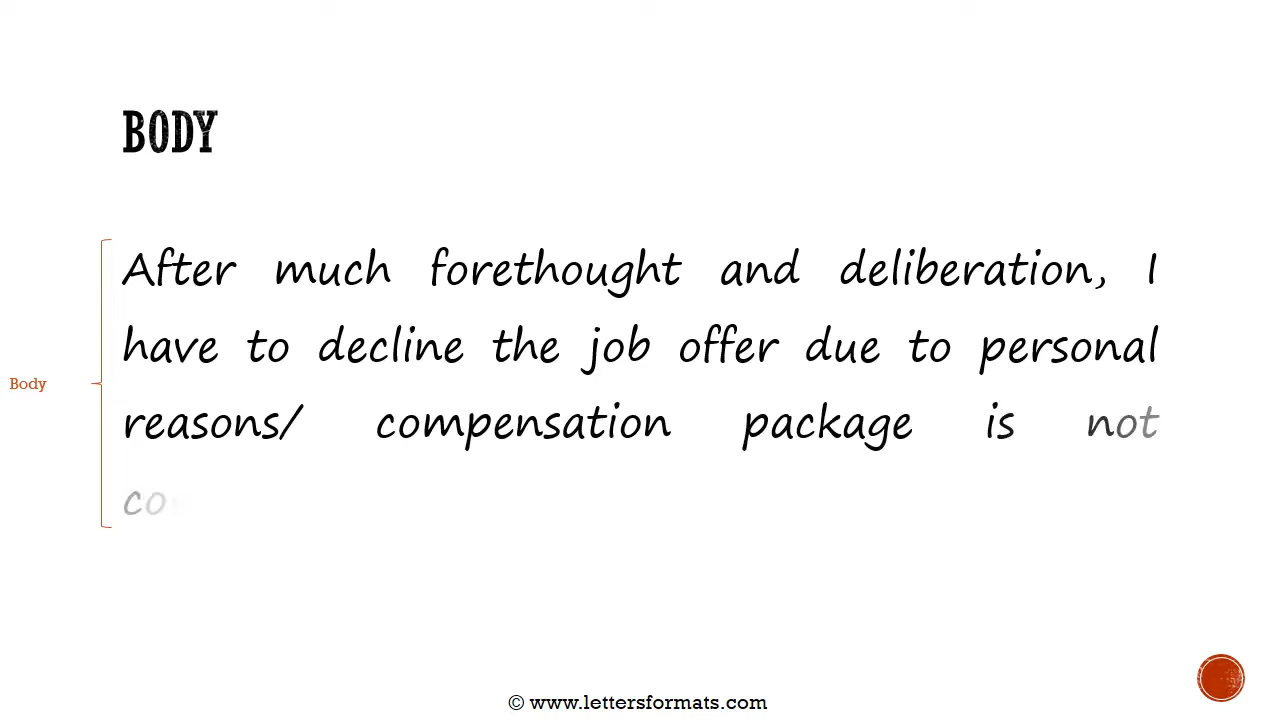 BODY
After much forethought and deliberation, I
have to decline the job offer due to personal
reasons/ compensation package is not
Body
© www.lettersformats.com